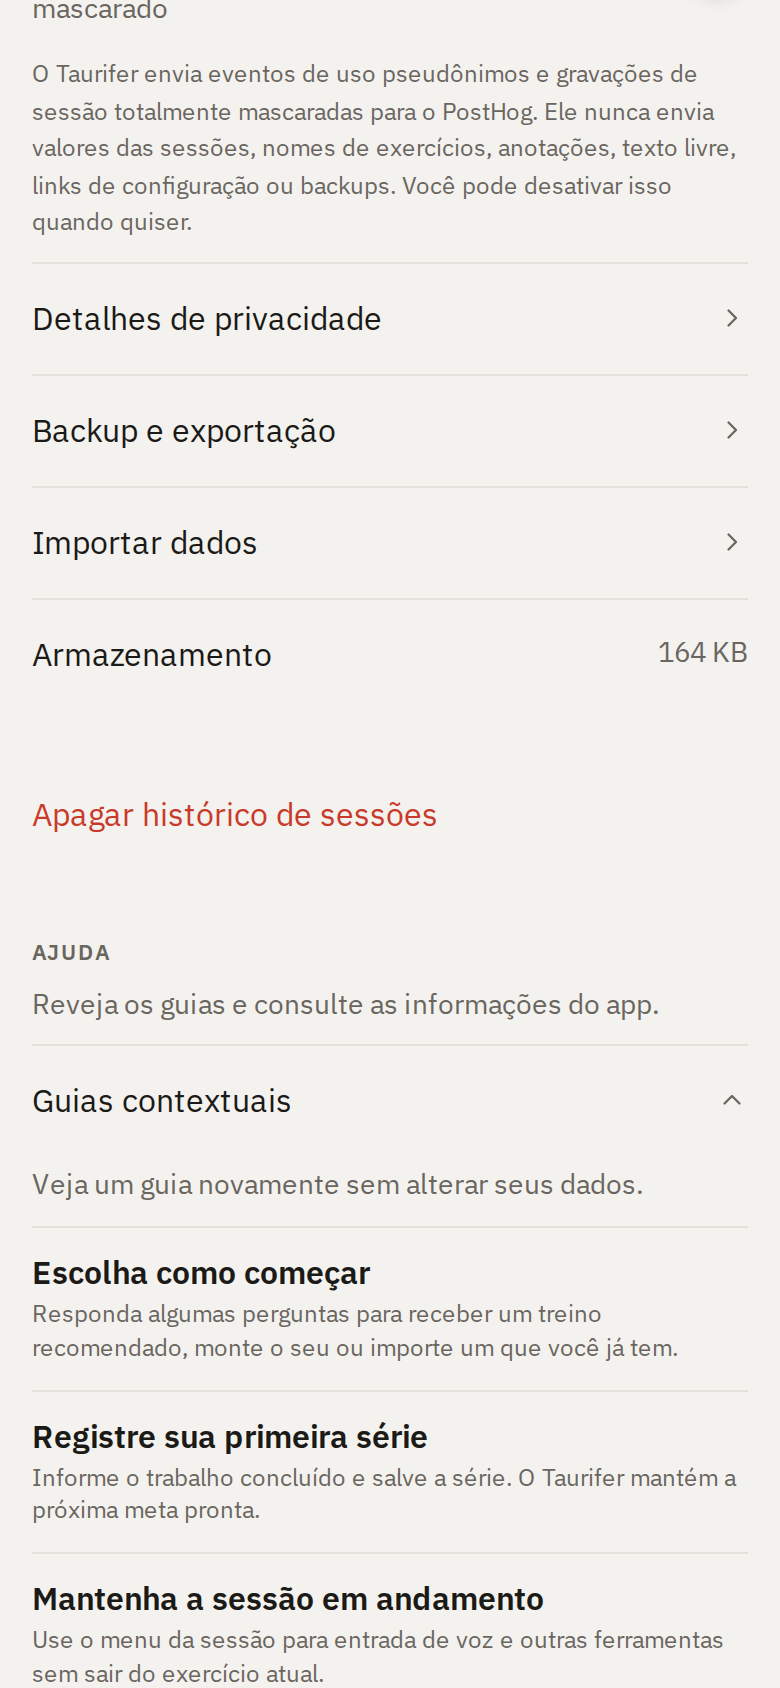 mascarado
O Taurifer envia eventos de uso pseudônimos e gravações de
sessão totalmente mascaradas para o PostHog. Ele nunca envia
valores das sessões, nomes de exercícios, anotações, texto livre,
links de configuração ou backups. Você pode desativar isso
quando quiser.
Detalhes de privacidade
Backup e exportação
Importar dados
Armazenamento 164 KB
Apagar histórico de sessões
AJUDA
Reveja os guias e consulte as informações do app.
Guias contextuais
Veja um guia novamente sem alterar seus dados.
Escolha como começar
Responda algumas perguntas para receber um treino
recomendado, monte o seu ou importe um que você já tem.
Registre sua primeira série
Informe o trabalho concluído e salve a série. O Taurifer mantém a
próxima meta pronta.
Mantenha a sessão em andamento
Use o menu da sessão para entrada de voz e outras ferramentas
sem sair do exercício atual.